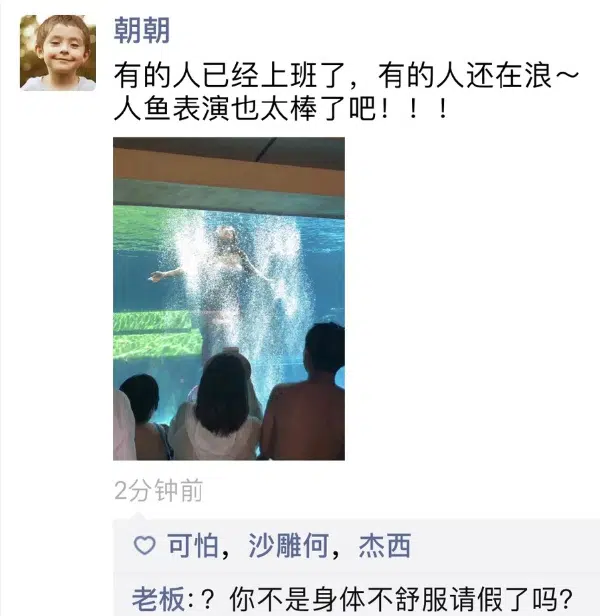 朝朝
有的人已经上班了，有的人还在浪～
人鱼表演也太棒了吧！！！
2分钟前
可怕，沙雕何，杰西
老板:？你不是身体不舒服请假了吗?